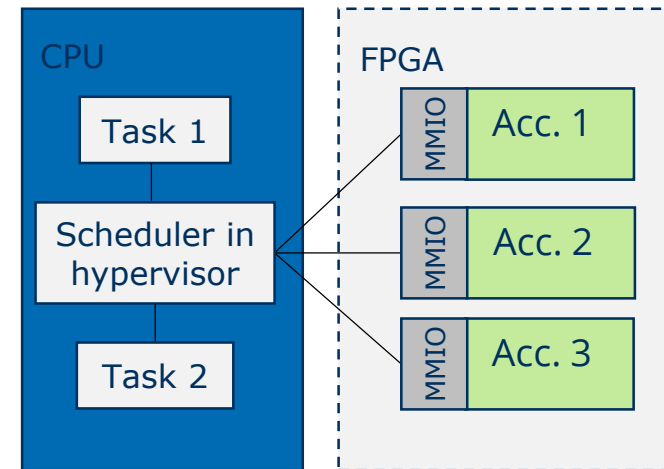 CPU
Task 1
Scheduler in
hypervisor
Task 2
FPGA
MMIO
Acc. 1
MMIO
Acc. 2
MMIO
Acc. 3